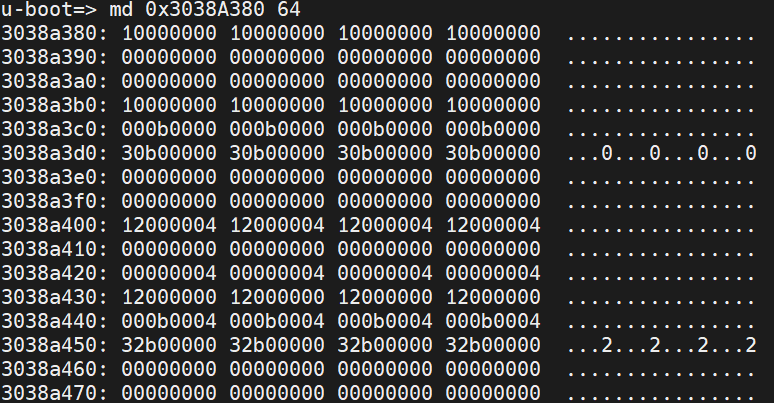 u-boot=> md 0x3038A380 64
3038a380: 10000000 10000000 10000000 10000000  ................
3038a390: 00000000 00000000 00000000 00000000  ................
3038a3a0: 00000000 00000000 00000000 00000000  ................
3038a3b0: 10000000 10000000 10000000 10000000  ................
3038a3c0: 000b0000 000b0000 000b0000 000b0000  ................
3038a3d0: 30b00000 30b00000 30b00000 30b00000  ...0...0...0...0
3038a3e0: 00000000 00000000 00000000 00000000  ................
3038a3f0: 00000000 00000000 00000000 00000000  ................
3038a400: 12000004 12000004 12000004 12000004  ................
3038a410: 00000000 00000000 00000000 00000000  ................
3038a420: 00000004 00000004 00000004 00000004  ................
3038a430: 12000000 12000000 12000000 12000000  ................
3038a440: 000b0004 000b0004 000b0004 000b0004  ................
3038a450: 32b00000 32b00000 32b00000 32b00000  ...2...2...2...2
3038a460: 00000000 00000000 00000000 00000000  ................
3038a470: 00000000 00000000 00000000 00000000  ................